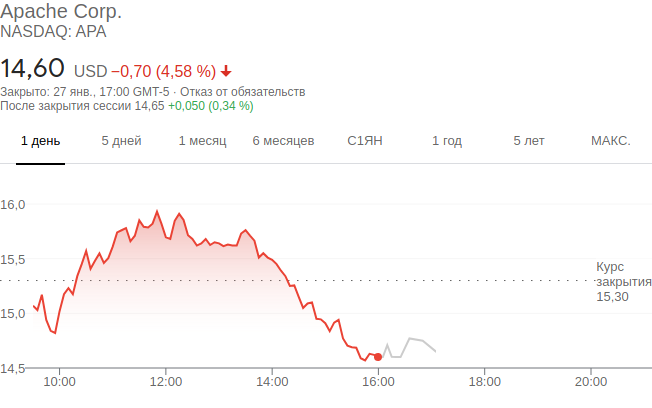 Apache Corp.
NASDAQ: APA
14,60 USD −0,70 (4,58 %)
Закрыто: 27 янв., 17:00 GMT-5 · Отказ от обязательств
После закрытия сессии 14,65 +0,050 (0,34 %)
1 день 5 дней 1 месяц 6 месяцев С1ЯН 1 год 5 лет МАКС.
16,0
15,5
Курс
закрытия
15,30
15,0
14,5
10:00 12:00 14:00 16:00 18:00 20:00